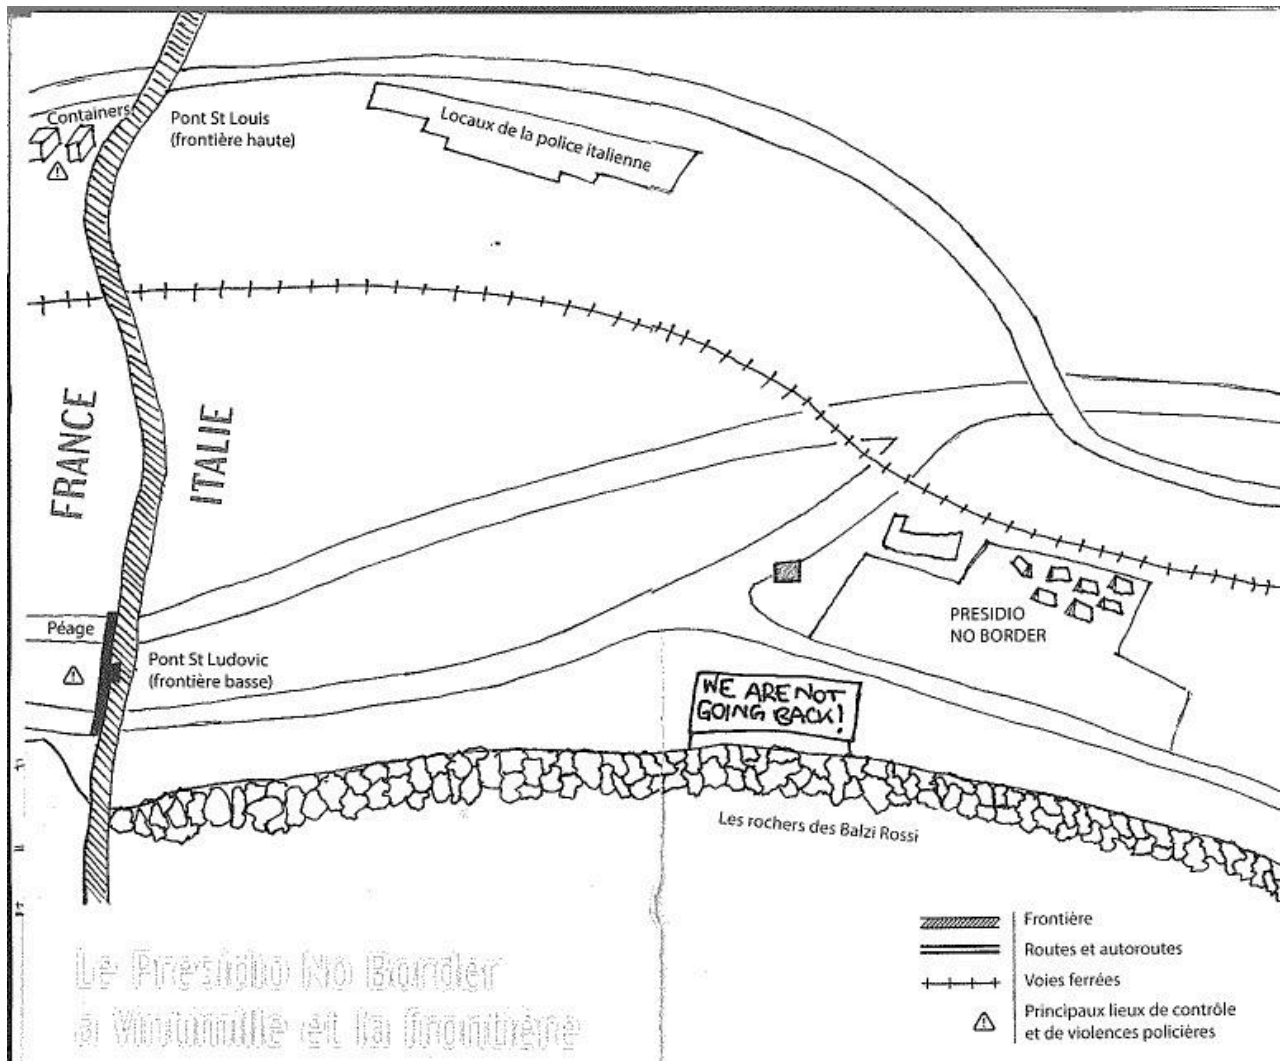 Containers
Pont St Louis
(frontière haute)
Locaux de la police italienne
FRANCE
ITALIE
Péage
Pont St Ludovic
(frontière basse)
PRESIDIO
NO BORDER
WE ARE NOT
GOING BACK!
Les rochers des Balzi Rossi
Frontière
Routes et autoroutes
Voies ferrées
Principaux lieux de contrôle
et de violences policières
Le Presidio No Border
à Vintimille et la frontière